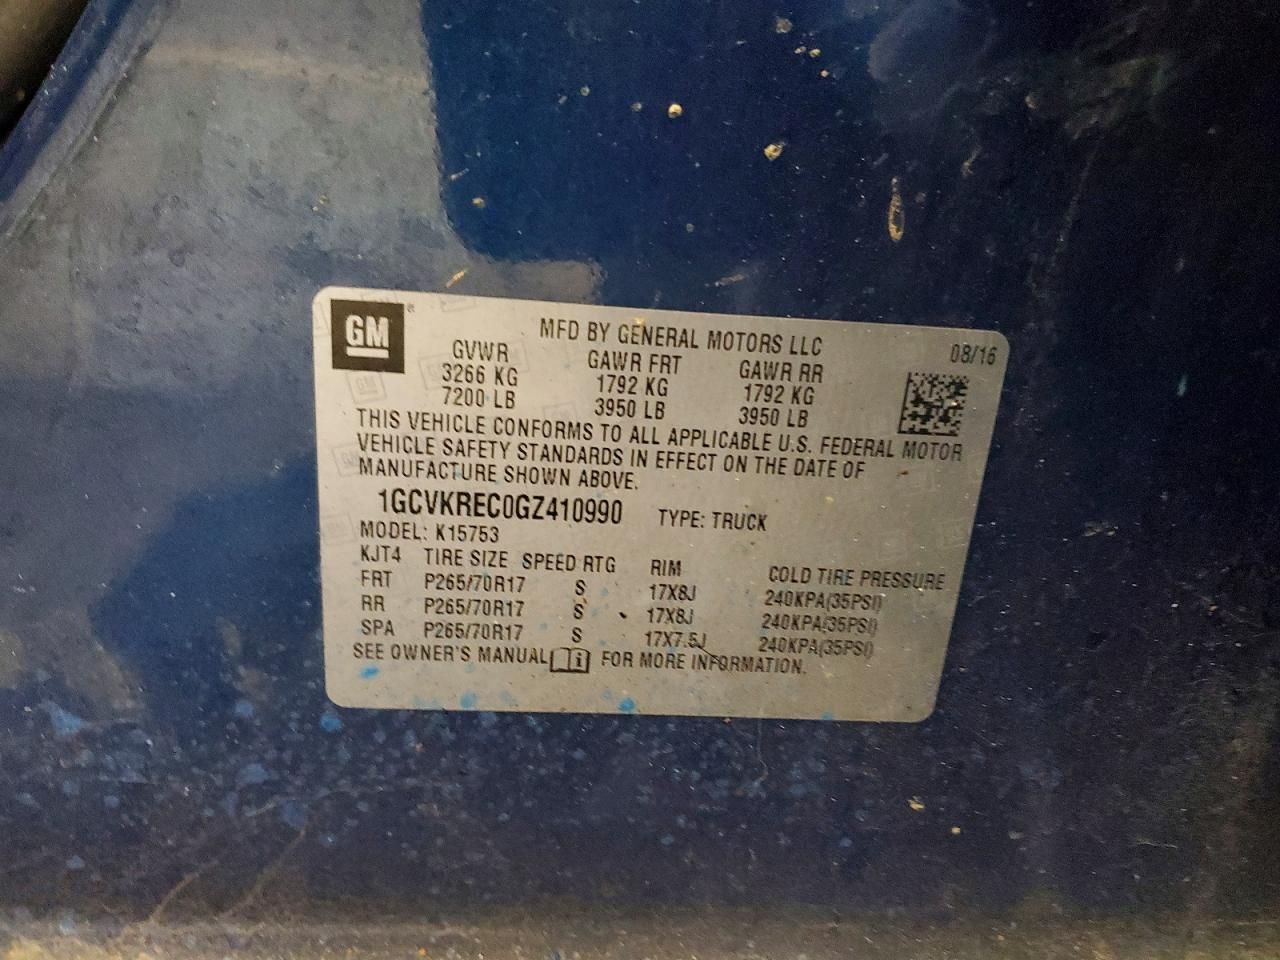 GM®
MFD BY GENERAL MOTORS LLC 08/16
GVWR GAWR FRT GAWR RR
3266 KG 1792 KG 1792 KG
7200 LB 3950 LB 3950 LB
THIS VEHICLE CONFORMS TO ALL APPLICABLE U.S. FEDERAL MOTOR
VEHICLE SAFETY STANDARDS IN EFFECT ON THE DATE OF
MANUFACTURE SHOWN ABOVE.
1GCVKREC0GZ410990 TYPE: TRUCK
MODEL: K15753
KJT4 TIRE SIZE SPEED RTG RIM COLD TIRE PRESSURE
FRT P265/70R17 S 17X8J 240KPA(35PSI)
RR P265/70R17 S 17X8J 240KPA(35PSI)
SPA P265/70R17 S 17X7.5J 240KPA(35PSI)
SEE OWNER'S MANUAL FOR MORE INFORMATION.